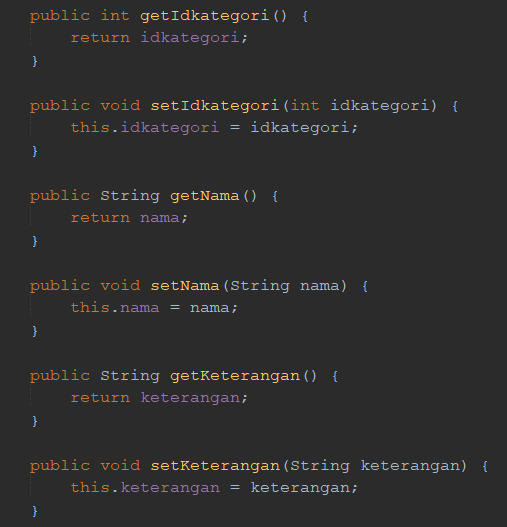 public int getIdkategori() {
    return idkategori;
}

public void setIdkategori(int idkategori) {
    this.idkategori = idkategori;
}

public String getNama() {
    return nama;
}

public void setNama(String nama) {
    this.nama = nama;
}

public String getKeterangan() {
    return keterangan;
}

public void setKeterangan(String keterangan) {
    this.keterangan = keterangan;
}